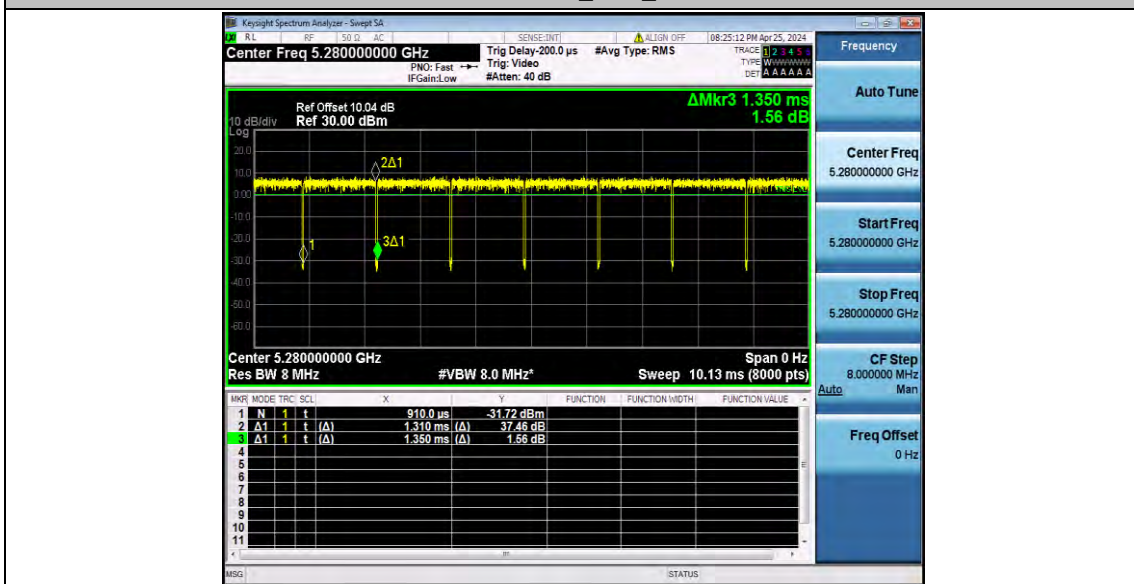 Keysight Spectrum Analyzer - Swept SA
RL RF 50 Ω AC SENSE:INT ALIGN OFF 08:25:12 PM Apr 25, 2024
Center Freq 5.280000000 GHz
Trig Delay-200.0 µs #Avg Type: RMS
TRACE 1 2 3 4 5 6
PNO: Fast Trig: Video
TYPE WWWWWW
IFGain:Low #Atten: 40 dB
DET A A A A A A
ΔMkr3 1.350 ms
1.56 dB
Ref Offset 10.04 dB
10 dB/div Ref 30.00 dBm
Log
20.0
10.0
0.00
-10.0
-20.0
-30.0
-40.0
-50.0
-60.0
2Δ1
1
3Δ1
Center 5.280000000 GHz Span 0 Hz
Res BW 8 MHz #VBW 8.0 MHz* Sweep 10.13 ms (8000 pts)
MKR MODE TRC SCL X Y FUNCTION FUNCTION WIDTH FUNCTION VALUE
1 N 1 t 910.0 µs -31.72 dBm
2 Δ1 1 t (Δ) 1.310 ms (Δ) 37.46 dB
3 Δ1 1 t (Δ) 1.350 ms (Δ) 1.56 dB
4
5
6
7
8
9
10
11
MSG STATUS
Frequency
Auto Tune
Center Freq
5.280000000 GHz
Start Freq
5.280000000 GHz
Stop Freq
5.280000000 GHz
CF Step
8.000000 MHz
Auto Man
Freq Offset
0 Hz